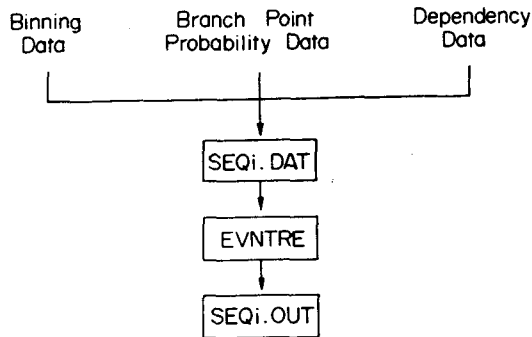 Binning
Data
Branch Point
Probability Data
Dependency
Data
SEQi.DAT
EVNTRE
SEQi.OUT